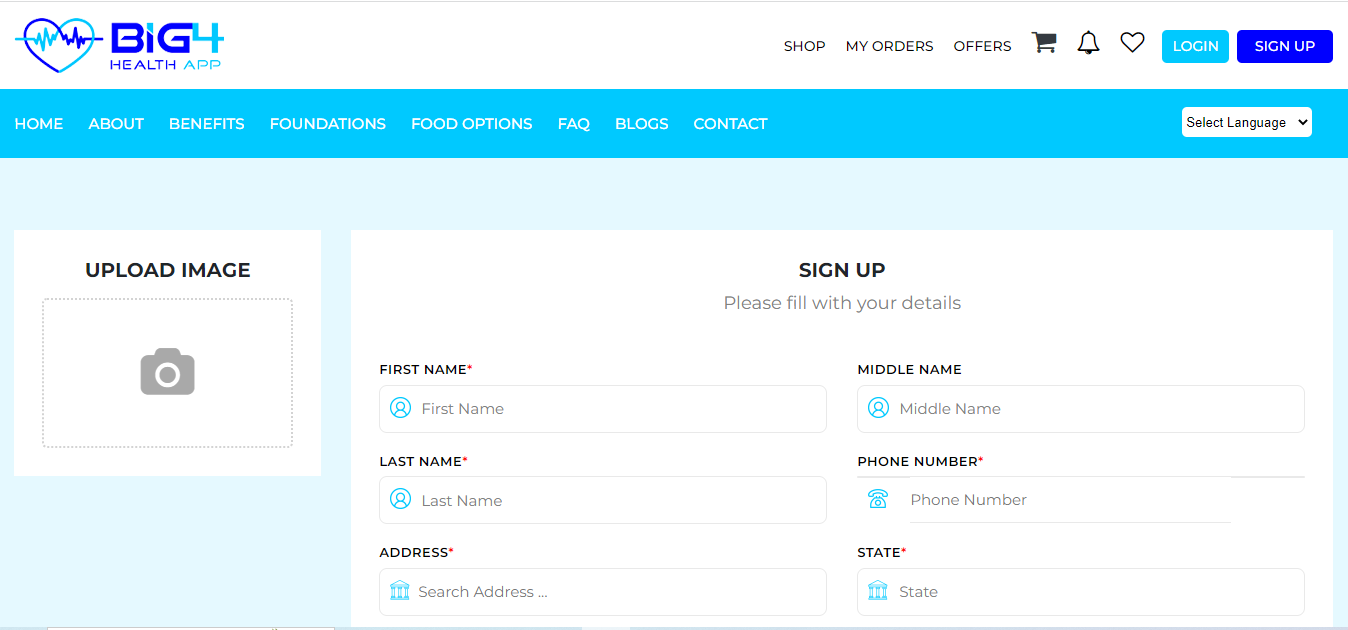 BIG4
HEALTH APP
SHOP MY ORDERS OFFERS LOGIN SIGN UP
HOME ABOUT BENEFITS FOUNDATIONS FOOD OPTIONS FAQ BLOGS CONTACT Select Language
UPLOAD IMAGE
SIGN UP
Please fill with your details
FIRST NAME* MIDDLE NAME
First Name Middle Name
LAST NAME* PHONE NUMBER*
Last Name Phone Number
ADDRESS* STATE*
Search Address ... State